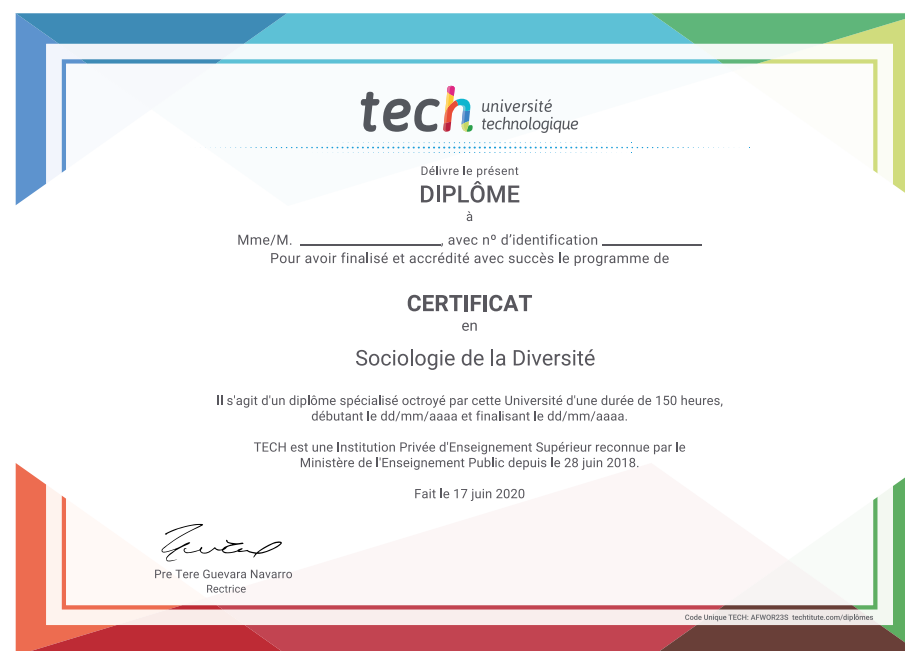 tech université
technologique
Délivre le présent
DIPLÔME
à
Mme/M. ____________________, avec nº d'identification ______________
Pour avoir finalisé et accrédité avec succès le programme de
CERTIFICAT
en
Sociologie de la Diversité
Il s'agit d'un diplôme spécialisé octroyé par cette Université d'une durée de 150 heures,
débutant le dd/mm/aaaa et finalisant le dd/mm/aaaa.
TECH est une Institution Privée d'Enseignement Supérieur reconnue par le
Ministère de l'Enseignement Public depuis le 28 juin 2018.
Fait le 17 juin 2020
Pre Tere Guevara Navarro
Rectrice
Code Unique TECH: AFWOR23S techtitute.com/diplômes